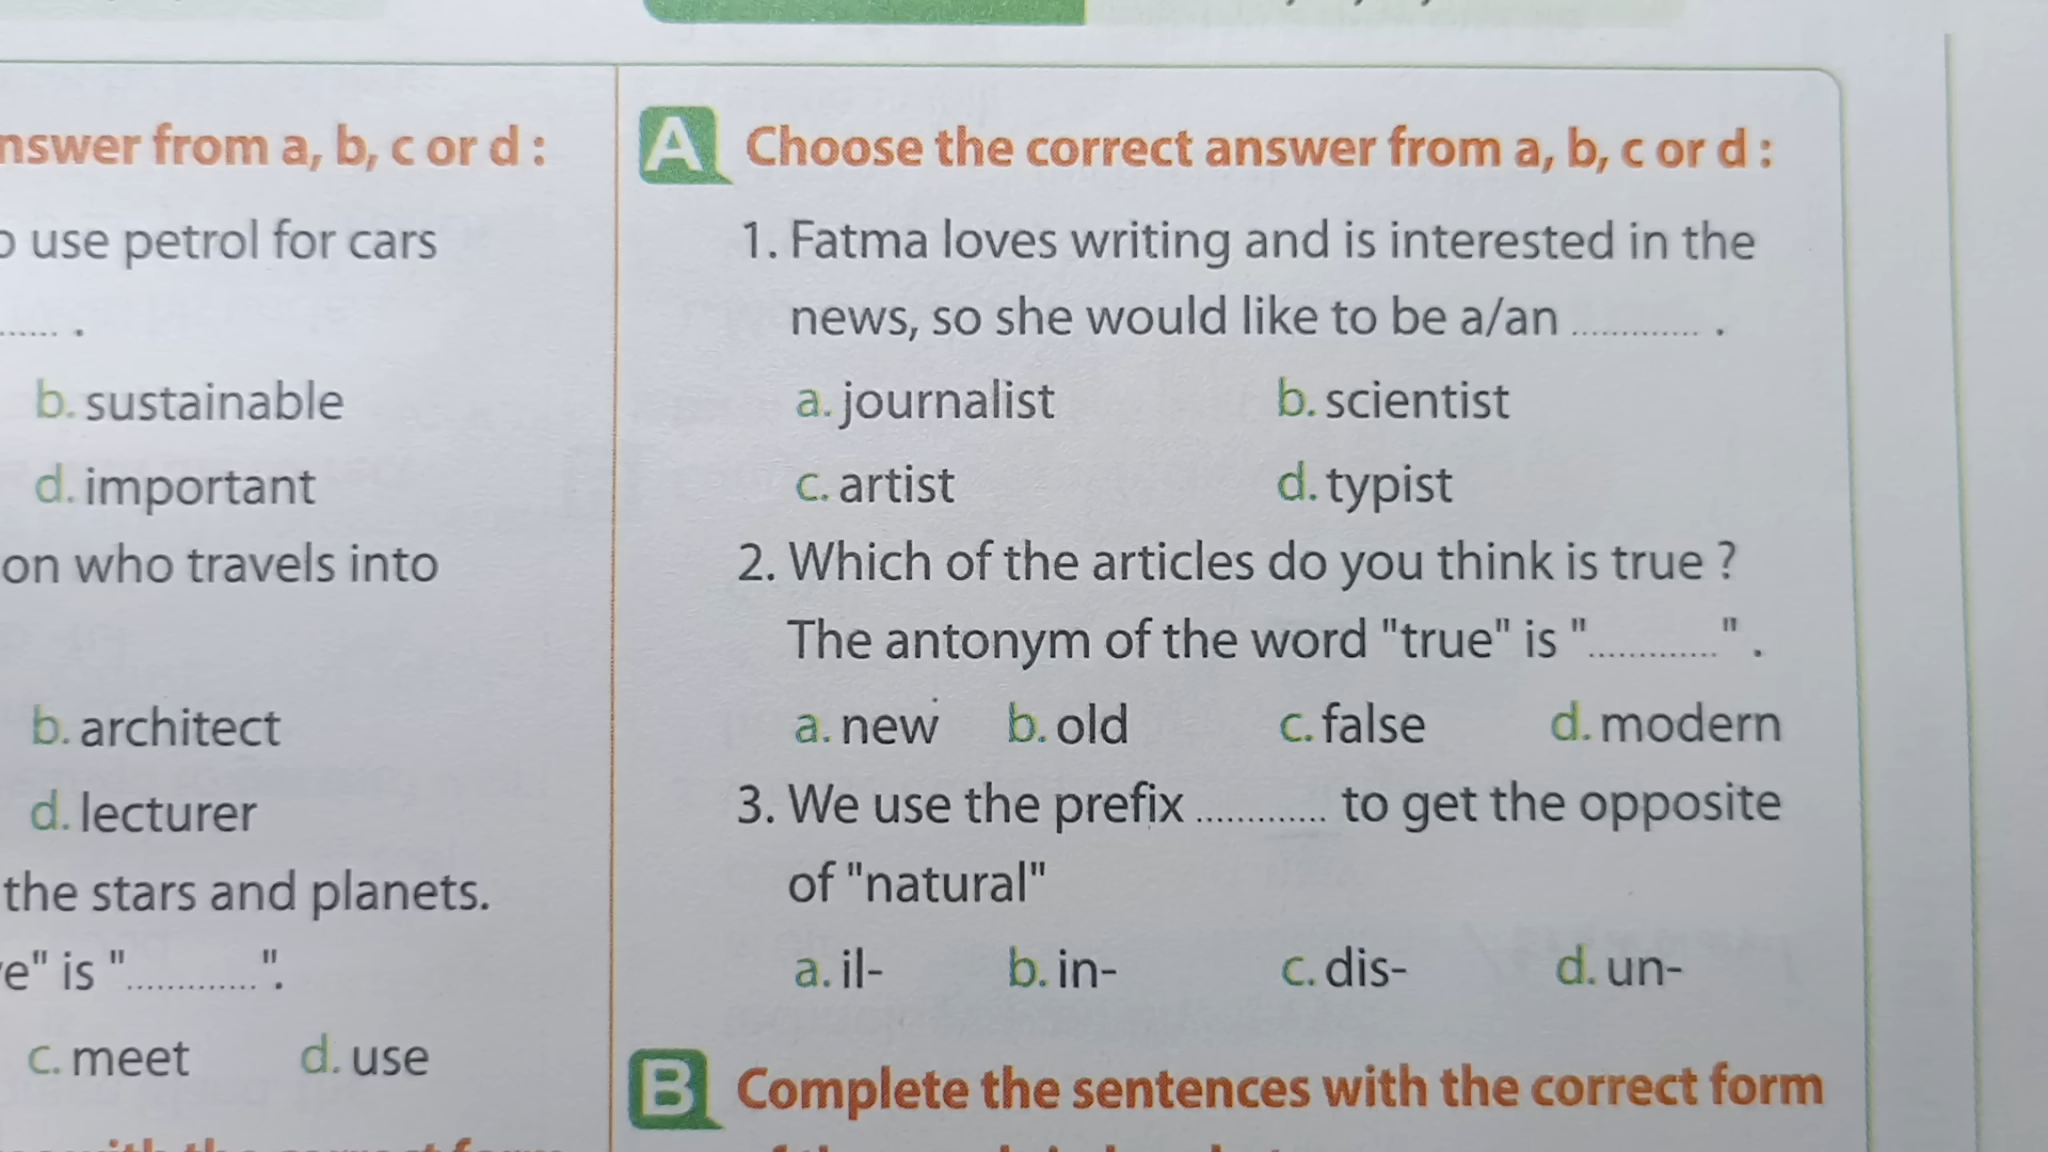 nswer from a, b, c or d :
use petrol for cars
............ .
b. sustainable
d. important
on who travels into
b. architect
d. lecturer
the stars and planets.
e" is "............".
c. meet d. use
A Choose the correct answer from a, b, c or d :
1. Fatma loves writing and is interested in the
news, so she would like to be a/an ............ .
a. journalist b. scientist
c. artist d. typist
2. Which of the articles do you think is true ?
The antonym of the word "true" is "............" .
a. new b. old c. false d. modern
3. We use the prefix ............ to get the opposite
of "natural"
a. il- b. in- c. dis- d. un-
B Complete the sentences with the correct form